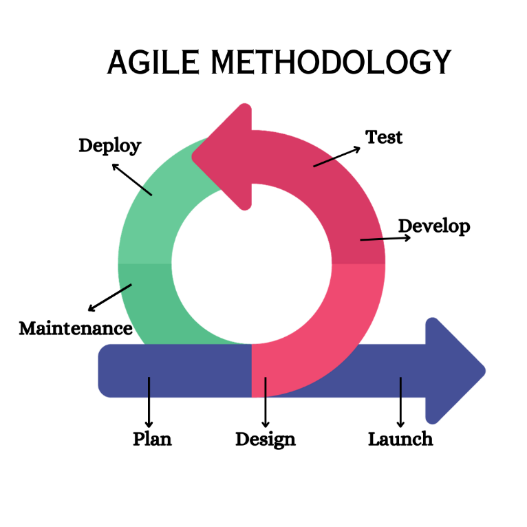 AGILE METHODOLOGY
Test
Deploy
Develop
Maintenance
Plan
Design
Launch